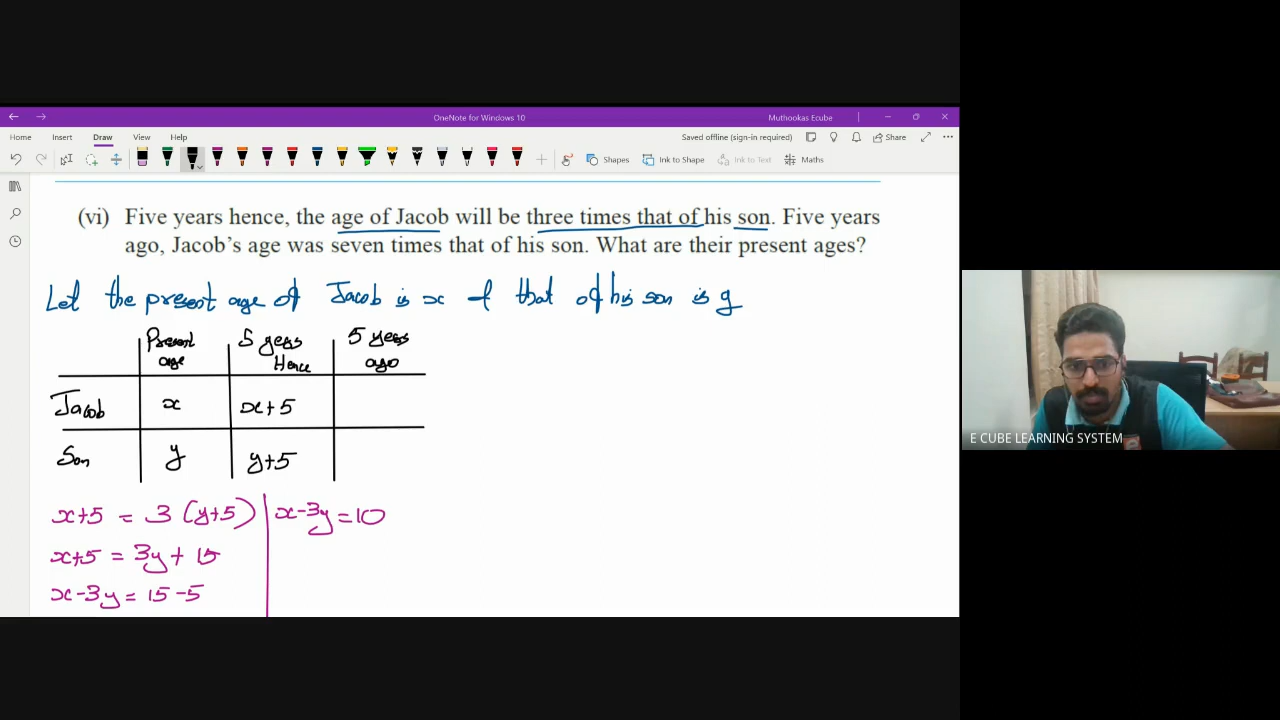 OneNote for Windows 10
Muthookas Ecube
Home Insert Draw View Help
Saved offline (sign-in required)
Share
Shapes
Ink to Shape
Ink to Text
Maths
(vi) Five years hence, the age of Jacob will be three times that of his son. Five years
ago, Jacob's age was seven times that of his son. What are their present ages?
Let the present age of Jacob is x & that of his son is y
Present age
5 years Hence
5 years ago
Jacob x x+5
Son y y+5
x+5 = 3 (y+5)
x+5 = 3y + 15
x-3y = 15 -5
x-3y = 10
E CUBE LEARNING SYSTEM